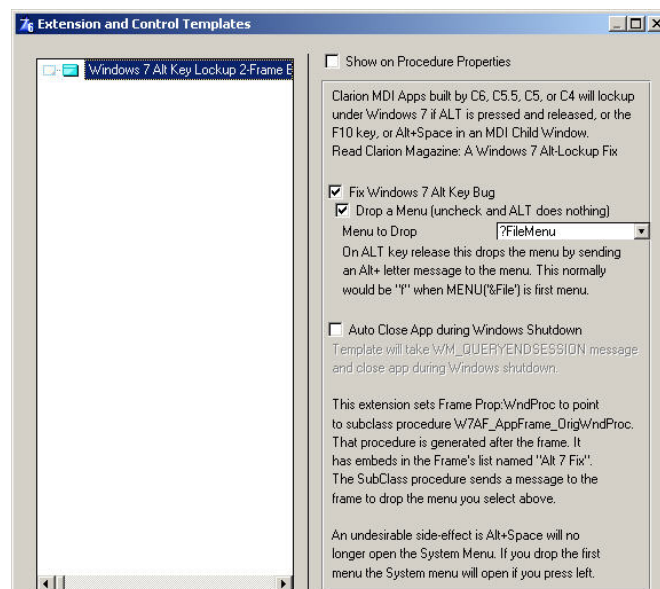 Extension and Control Templates
Windows 7 Alt Key Lockup 2-Frame
Show on Procedure Properties
Clarion MDI Apps built by C6, C5.5, C5, or C4 will lockup
under Windows 7 if ALT is pressed and released, or the
F10 key, or Alt+Space in an MDI Child Window.
Read Clarion Magazine: A Windows 7 Alt-Lockup Fix
Fix Windows 7 Alt Key Bug
Drop a Menu (uncheck and ALT does nothing)
Menu to Drop ?FileMenu
On ALT key release this drops the menu by sending
an Alt+ letter message to the menu. This normally
would be "f" when MENU('&File') is first menu.
Auto Close App during Windows Shutdown
Template will take WM_QUERYENDSESSION message
and close app during Windows shutdown.
This extension sets Frame Prop:WndProc to point
to subclass procedure W7AF_AppFrame_OrigWndProc.
That procedure is generated after the frame. It
has embeds in the Frame's list named "Alt 7 Fix".
The SubClass procedure sends a message to the
frame to drop the menu you select above.
An undesirable side-effect is Alt+Space will no
longer open the System Menu. If you drop the first
menu the System menu will open if you press left.